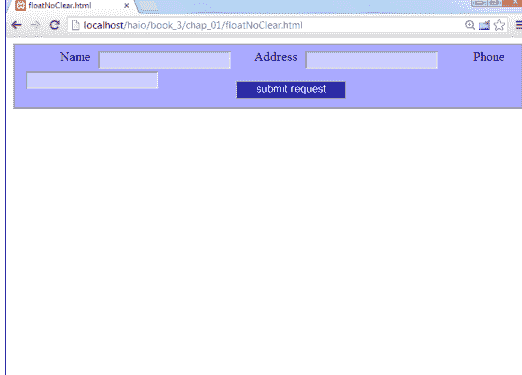 floatNoClear.html
localhost/haio/book_3/chap_01/floatNoClear.html
Name Address Phone
submit request